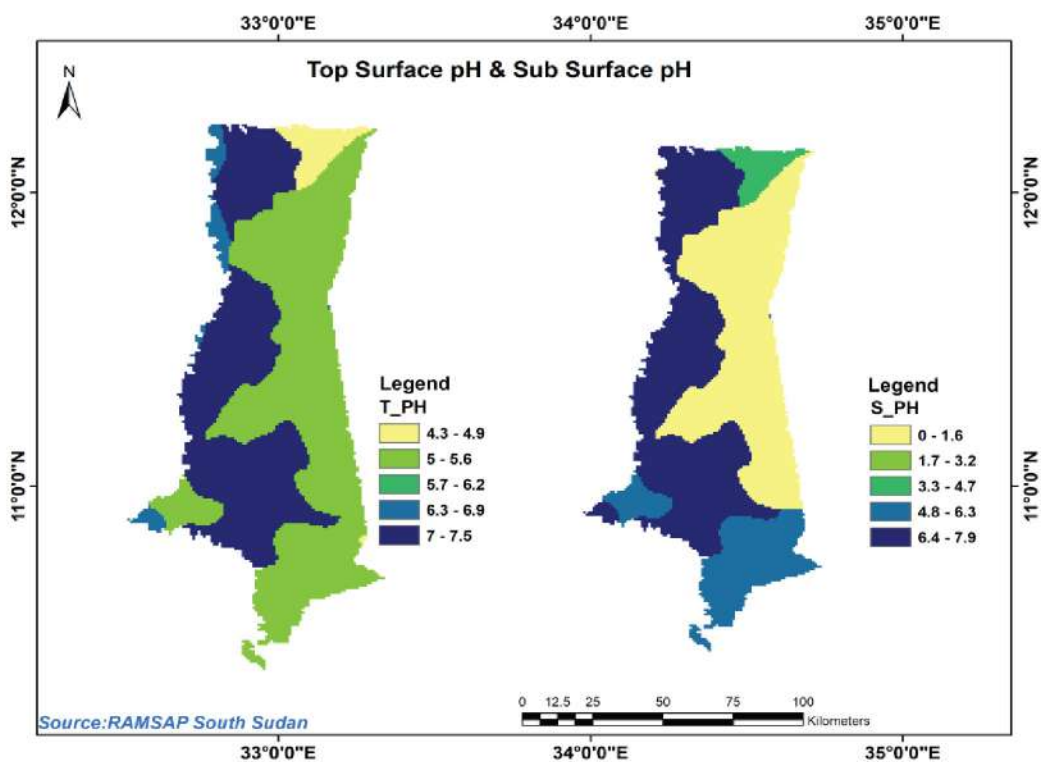 33°0'0"E 34°0'0"E 35°0'0"E
N
Top Surface pH & Sub Surface pH
12°0'0"N 12°0'0"N
Legend
T_PH
4.3 - 4.9
5 - 5.6
5.7 - 6.2
6.3 - 6.9
7 - 7.5
Legend
S_PH
0 - 1.6
1.7 - 3.2
3.3 - 4.7
4.8 - 6.3
6.4 - 7.9
11°0'0"N 11°0'0"N
0 12.5 25 50 75 100
Kilometers
Source:RAMSAP South Sudan
33°0'0"E 34°0'0"E 35°0'0"E